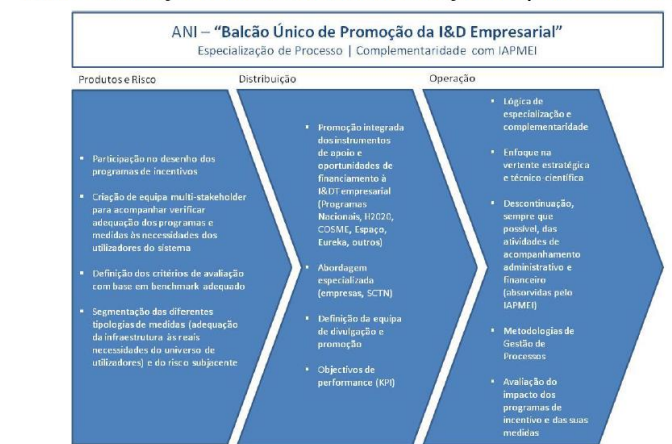 ANI – “Balcão Único de Promoção da I&D Empresarial”
Especialização de Processo | Complementaridade com IAPMEI
Produtos e Risco
Distribuição
Operação
▪ Participação no desenho dos
programas de incentivos
▪ Criação de equipa multi-stakeholder
para acompanhar verificar
adequação dos programas e
medidas às necessidades dos
utilizadores do sistema
▪ Definição dos critérios de avaliação
com base em benchmark adequado
▪ Segmentação das diferentes
tipologias de medidas (adequação
da infraestrutura às reais
necessidades do universo de
utilizadores) e do risco subjacente
▪ Promoção integrada
dos instrumentos
de apoio e
oportunidades de
financiamento à
I&DT empresarial
(Programas
Nacionais, H2020,
COSME, Espaço,
Eureka, outros)
▪ Abordagem
especializada
(empresas, SCTN)
▪ Definição da equipa
de divulgação e
promoção
▪ Objectivos de
performance (KPI)
▪ Lógica de
especialização e
complementaridade
▪ Enfoque na
vertente estratégica
e técnico-científica
▪ Descontinuação,
sempre que
possível, das
atividades de
acompanhamento
administrativo e
financeiro
(absorvidas pelo
IAPMEI)
▪ Metodologias de
Gestão de
Processos
▪ Avaliação do
impacto dos
programas de
incentivo e das suas
medidas